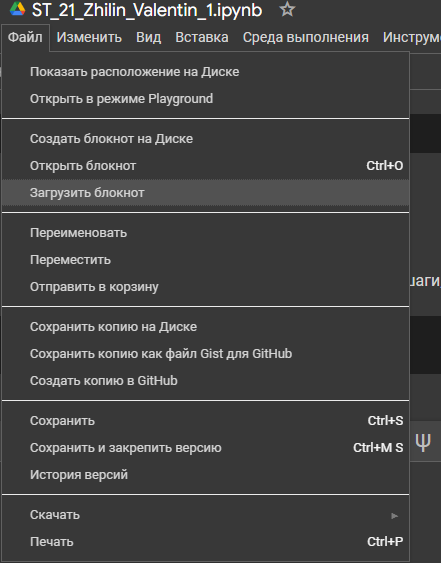 ST_21_Zhilin_Valentin_1.ipynb
Файл Изменить Вид Вставка Среда выполнения Инструм
Показать расположение на Диске
Открыть в режиме Playground
Создать блокнот на Диске
Открыть блокнот Ctrl+O
Загрузить блокнот
Переименовать
Переместить
Отправить в корзину
шаги,
Сохранить копию на Диске
Сохранить копию как файл Gist для GitHub
Создать копию в GitHub
Сохранить Ctrl+S
Сохранить и закрепить версию Ctrl+M S
ψ
История версий
Скачать
Печать Ctrl+P